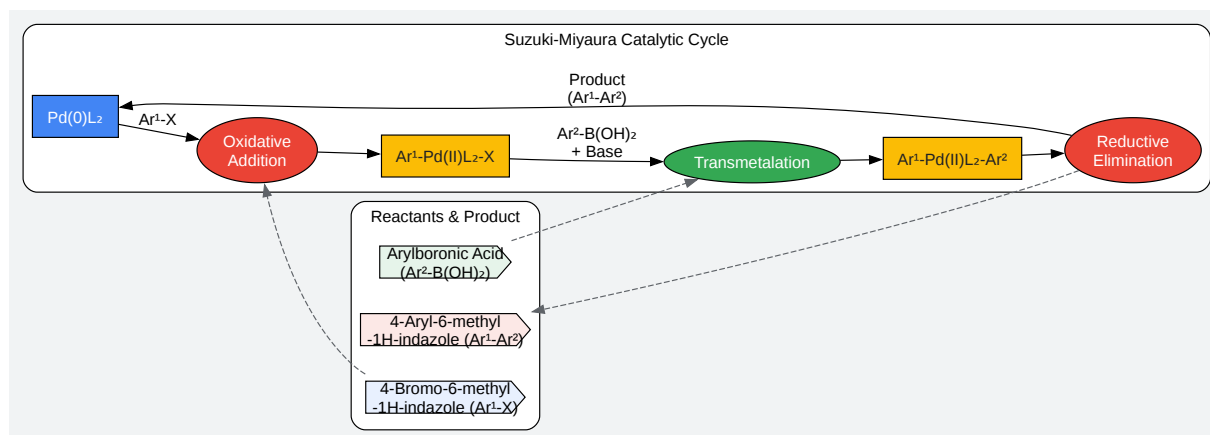 Suzuki-Miyaura Catalytic Cycle
Product
(Ar¹-Ar²)
Pd(0)L₂
Ar¹-X
Oxidative
Addition
Ar¹-Pd(II)L₂-X
Ar²-B(OH)₂
+ Base
Transmetalation
Ar¹-Pd(II)L₂-Ar²
Reductive
Elimination
Reactants & Product
Arylboronic Acid
(Ar²-B(OH)₂)
4-Aryl-6-methyl
-1H-indazole (Ar¹-Ar²)
4-Bromo-6-methyl
-1H-indazole (Ar¹-X)